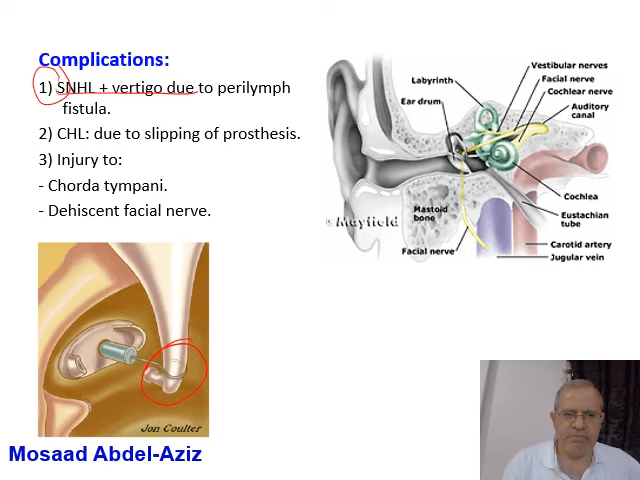 Complications:
1) SNHL + vertigo due to perilymph
fistula.
2) CHL: due to slipping of prosthesis.
3) Injury to:
- Chorda tympani.
- Dehiscent facial nerve.
Vestibular nerves
Facial nerve
Cochlear nerve
Labyrinth
Ear drum
Auditory
canal
Cochlea
Mastoid
bone
Eustachian
tube
©Mayfield
Carotid artery
Facial nerve
Jugular vein
Jon Coulter
Mosaad Abdel-Aziz